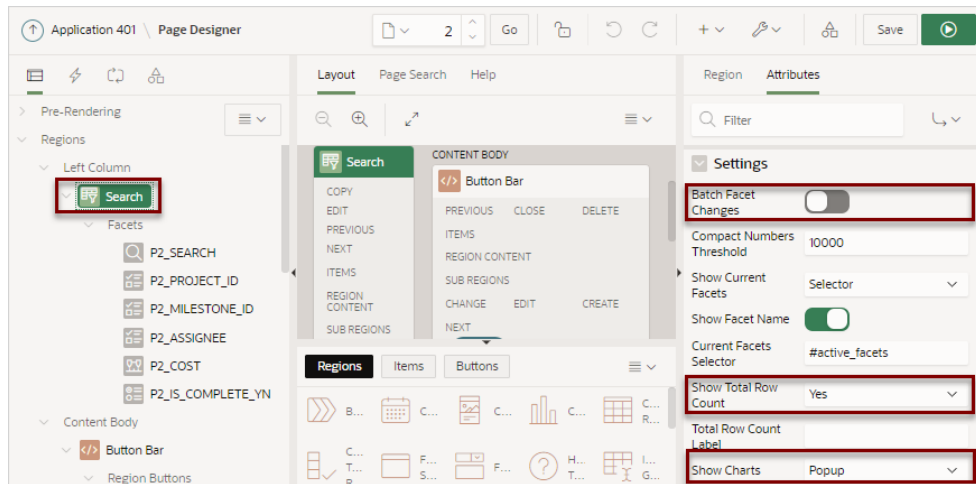 Application 401 \ Page Designer
2
Go
Save
Pre-Rendering
Regions
Left Column
Search
Facets
P2_SEARCH
P2_PROJECT_ID
P2_MILESTONE_ID
P2_ASSIGNEE
P2_COST
P2_IS_COMPLETE_YN
Content Body
Button Bar
Region Buttons
Layout Page Search Help
Search
COPY
EDIT
PREVIOUS
NEXT
ITEMS
REGION
CONTENT
SUB REGIONS
CONTENT BODY
Button Bar
PREVIOUS CLOSE DELETE
ITEMS
REGION CONTENT
SUB REGIONS
CHANGE EDIT CREATE
NEXT
Regions Items Buttons
B... C... C... C... C...
R...
C... F... F... H... I...
T... S... T... G...
Region Attributes
Filter
Settings
Batch Facet
Changes
Compact Numbers
Threshold
10000
Show Current
Facets
Selector
Show Facet Name
Current Facets
Selector
#active_facets
Show Total Row
Count
Yes
Total Row Count
Label
Show Charts
Popup